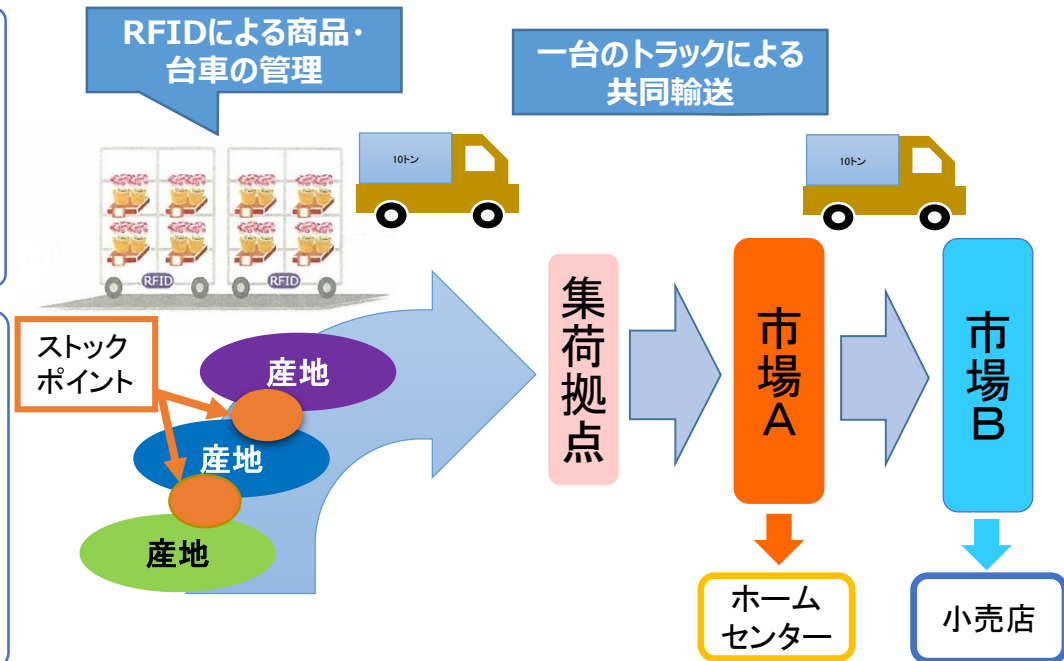 RFIDによる商品・
台車の管理
一台のトラックによる
共同輸送
10トン
10トン
RFID
RFID
ストック
ポイント
産地
産地
産地
集荷拠点
市場A
市場B
ホーム
センター
小売店